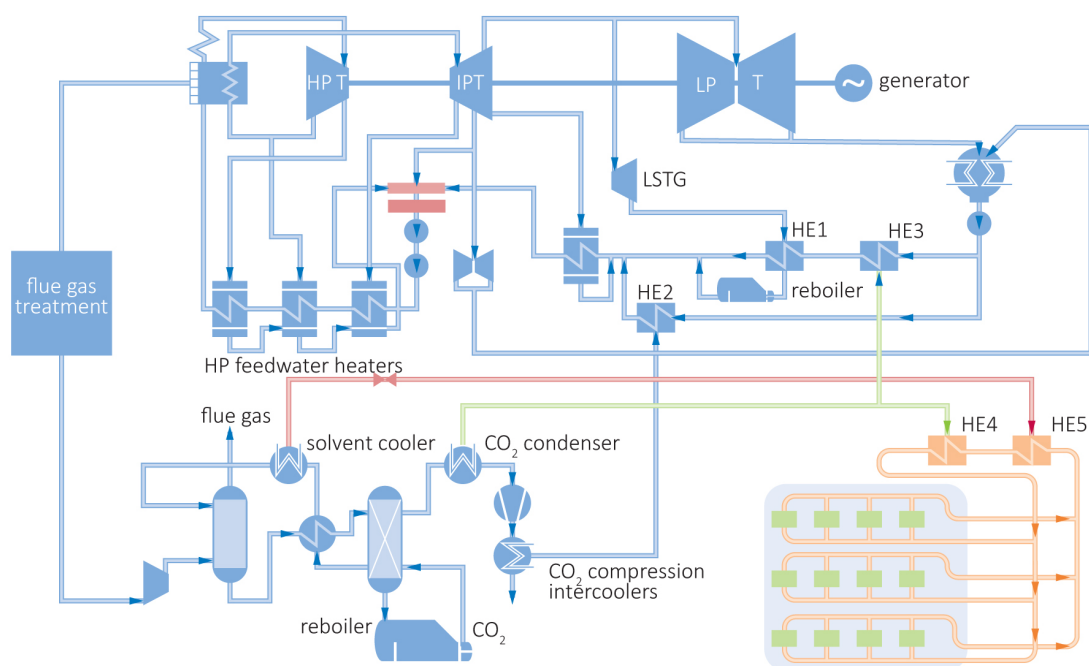 HP T
IPT
LP
T
~
generator
LSTG
HE1
HE3
reboiler
HE2
flue gas
treatment
HP feedwater heaters
flue gas
solvent cooler
CO₂ condenser
HE4
HE5
CO₂ compression
intercoolers
reboiler
CO₂